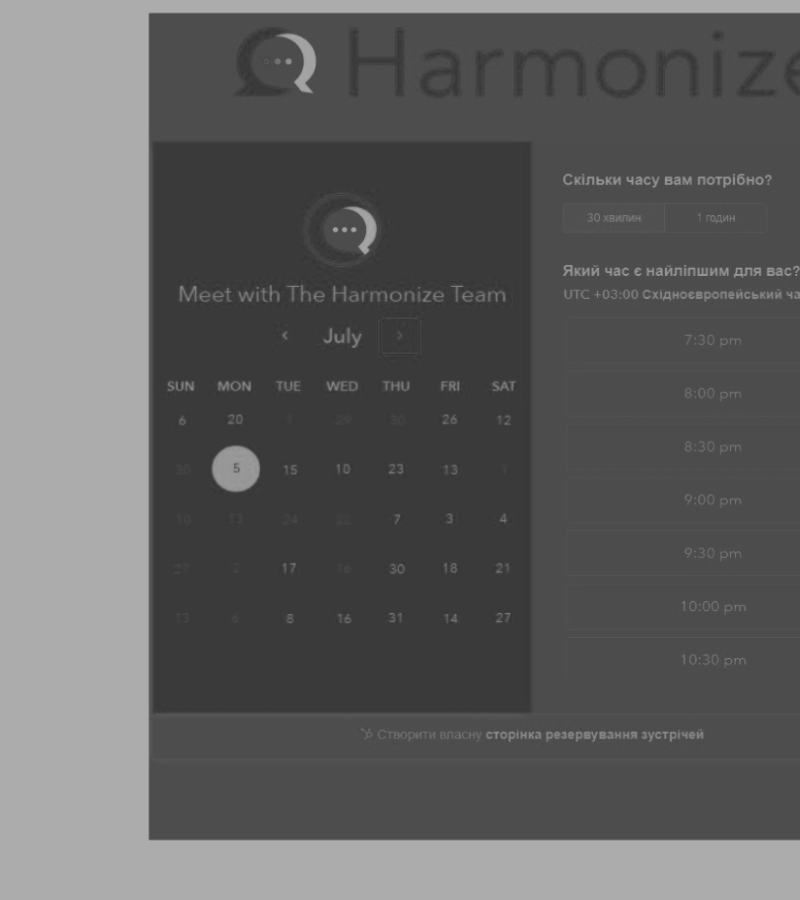 Harmonize
Meet with The Harmonize Team
July
SUN MON TUE WED THU FRI SAT
6 20 1 29 30 26 12
5 15 10 23 13
10 13 24 22 7 3 4
27 2 17 16 30 18 21
13 6 8 16 31 14 27
Скільки часу вам потрібно?
30 хвилин 1 годин
Який час є найліпшим для вас?
UTC +03:00 Східноєвропейський
7:30 pm
8:00 pm
8:30 pm
9:00 pm
9:30 pm
10:00 pm
10:30 pm
Створити власну сторінка резервування зустрічей